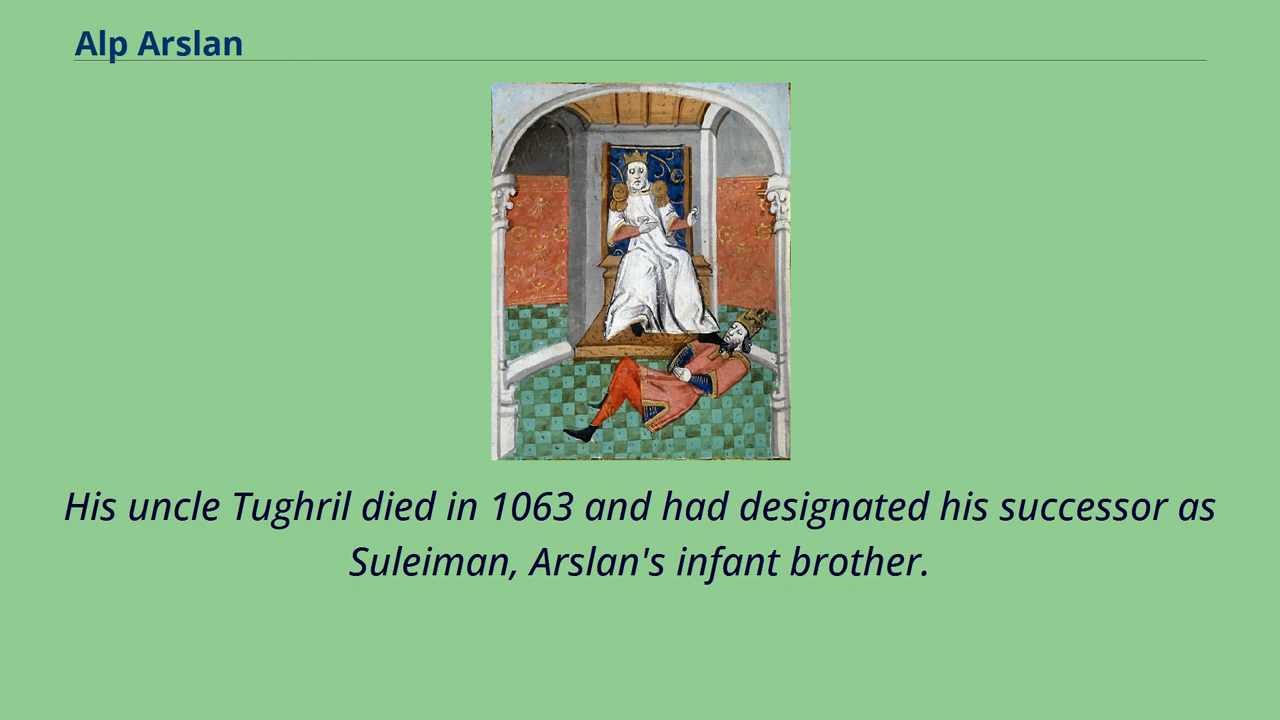 Alp Arslan
His uncle Tughril died in 1063 and had designated his successor as
Suleiman, Arslan's infant brother.